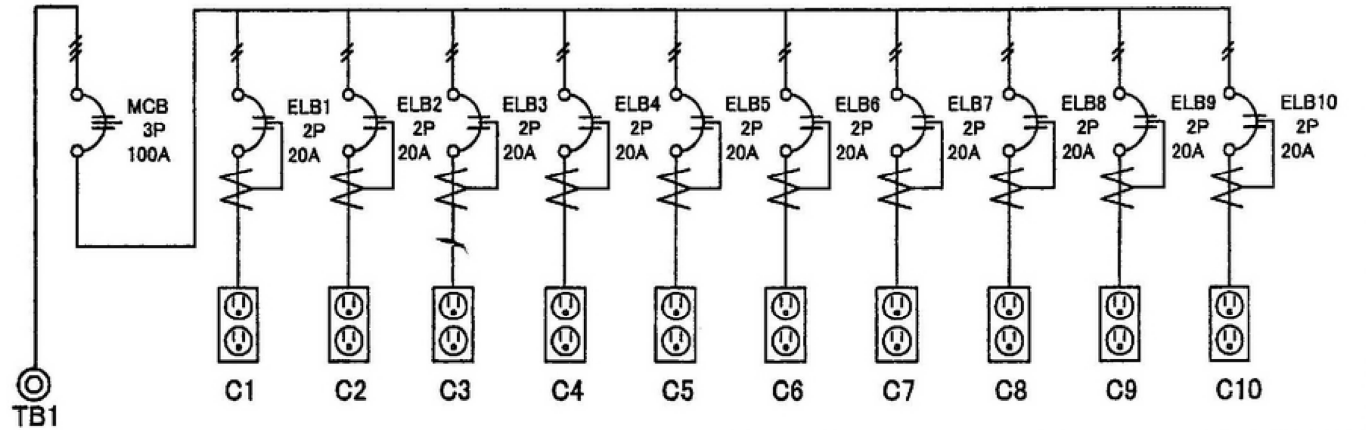 MCB
3P
100A
ELB1
2P
20A
ELB2
2P
20A
ELB3
2P
20A
ELB4
2P
20A
ELB5
2P
20A
ELB6
2P
20A
ELB7
2P
20A
ELB8
2P
20A
ELB9
2P
20A
ELB10
2P
20A
TB1
C1
C2
C3
C4
C5
C6
C7
C8
C9
C10